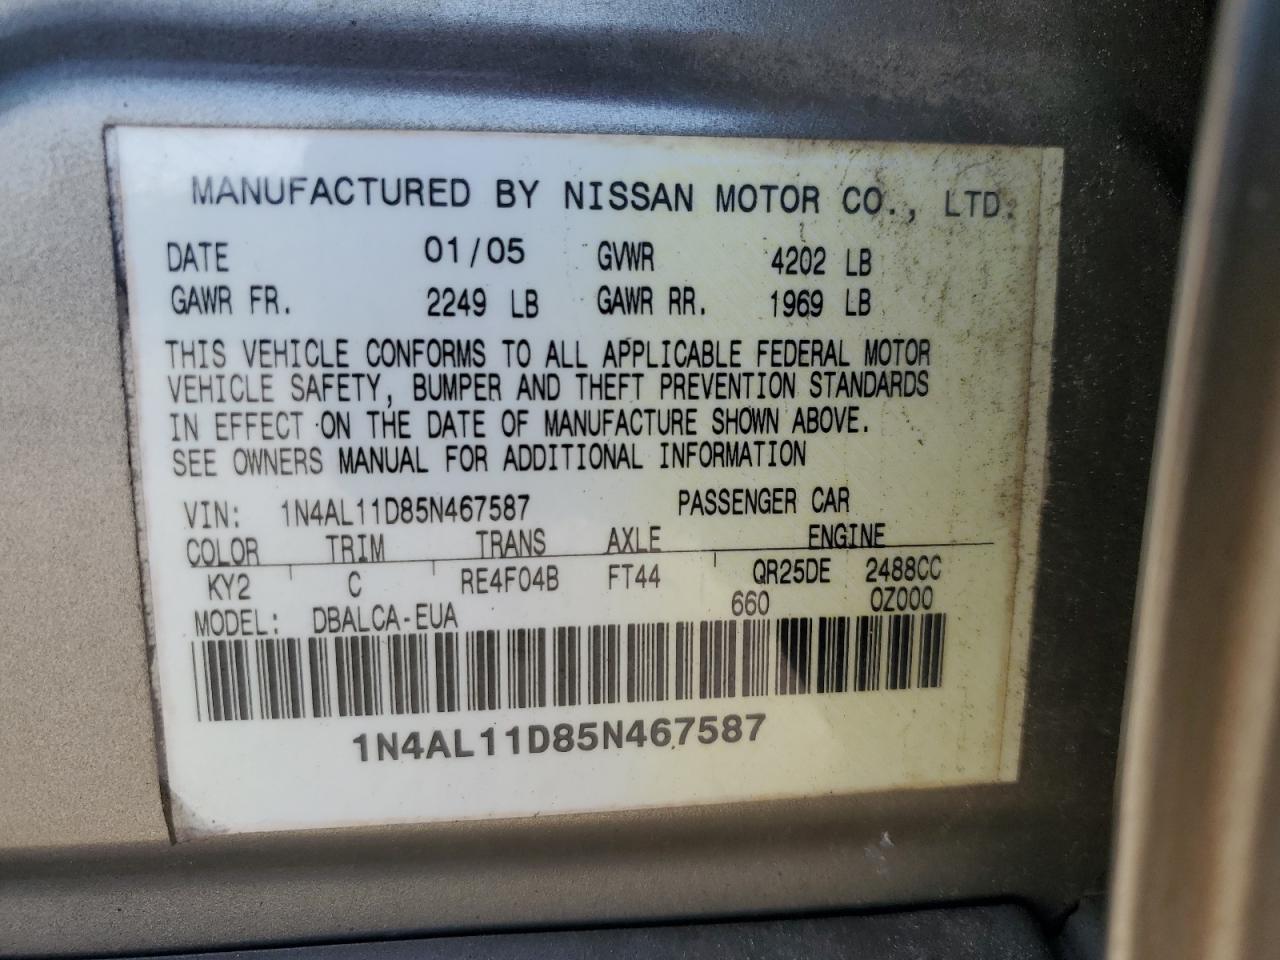 MANUFACTURED BY NISSAN MOTOR CO., LTD.
DATE 01/05 GVWR 4202 LB
GAWR FR. 2249 LB GAWR RR. 1969 LB
THIS VEHICLE CONFORMS TO ALL APPLICABLE FEDERAL MOTOR
VEHICLE SAFETY, BUMPER AND THEFT PREVENTION STANDARDS
IN EFFECT ON THE DATE OF MANUFACTURE SHOWN ABOVE.
SEE OWNERS MANUAL FOR ADDITIONAL INFORMATION
VIN: 1N4AL11D85N467587 PASSENGER CAR
COLOR TRIM TRANS AXLE ENGINE
KY2 C RE4F04B FT44 QR25DE 2488CC
MODEL: DBALCA-EUA 660 0Z000
1N4AL11D85N467587